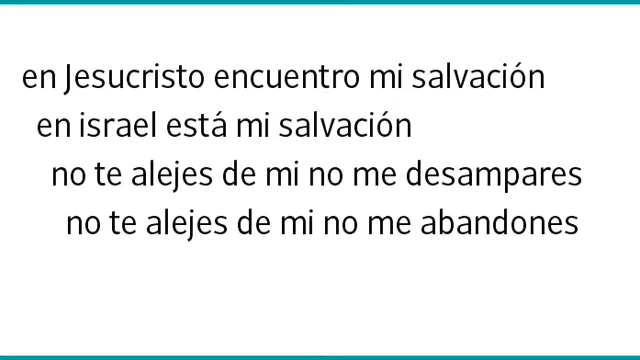 en Jesucristo encuentro mi salvación
en israel está mi salvación
no te alejes de mi no me desampares
no te alejes de mi no me abandones